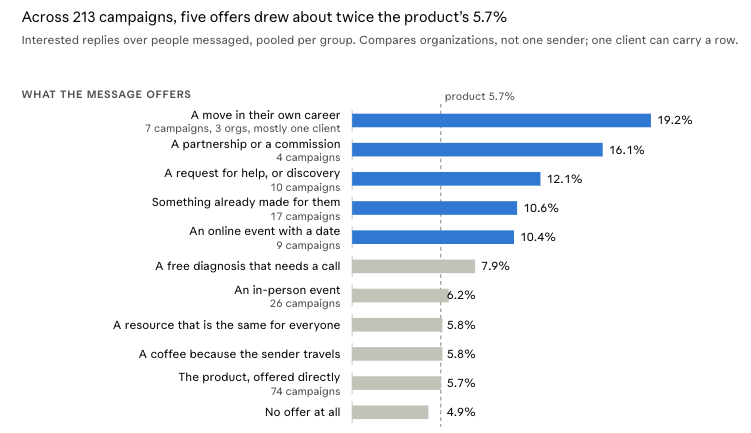 Across 213 campaigns, five offers drew about twice the product’s 5.7%
Interested replies over people messaged, pooled per group. Compares organizations, not one sender; one client can carry a row.
WHAT THE MESSAGE OFFERS
product 5.7%
A move in their own career
7 campaigns, 3 orgs, mostly one client
19.2%
A partnership or a commission
4 campaigns
16.1%
A request for help, or discovery
10 campaigns
12.1%
Something already made for them
17 campaigns
10.6%
An online event with a date
9 campaigns
10.4%
A free diagnosis that needs a call
7.9%
An in-person event
26 campaigns
6.2%
A resource that is the same for everyone
5.8%
A coffee because the sender travels
5.8%
The product, offered directly
74 campaigns
5.7%
No offer at all
4.9%